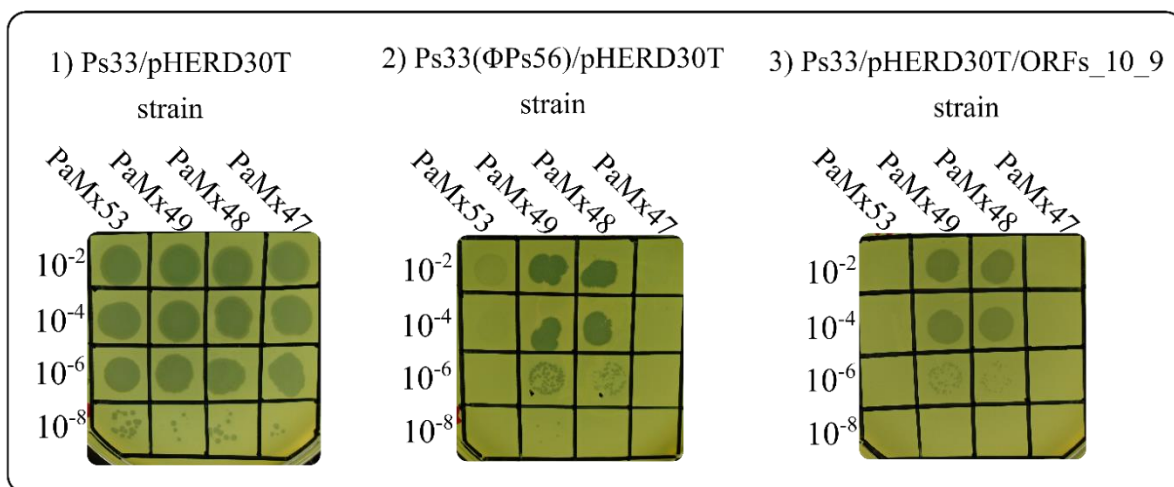 1) Ps33/pHERD30T
strain
PaMx53
PaMx49
PaMx48
PaMx47
10-2
10-4
10-6
10-8
2) Ps33(ΦPs56)/pHERD30T
strain
PaMx53
PaMx49
PaMx48
PaMx47
10-2
10-4
10-6
10-8
3) Ps33/pHERD30T/ORFs_10_9
strain
PaMx53
PaMx49
PaMx48
PaMx47
10-2
10-4
10-6
10-8